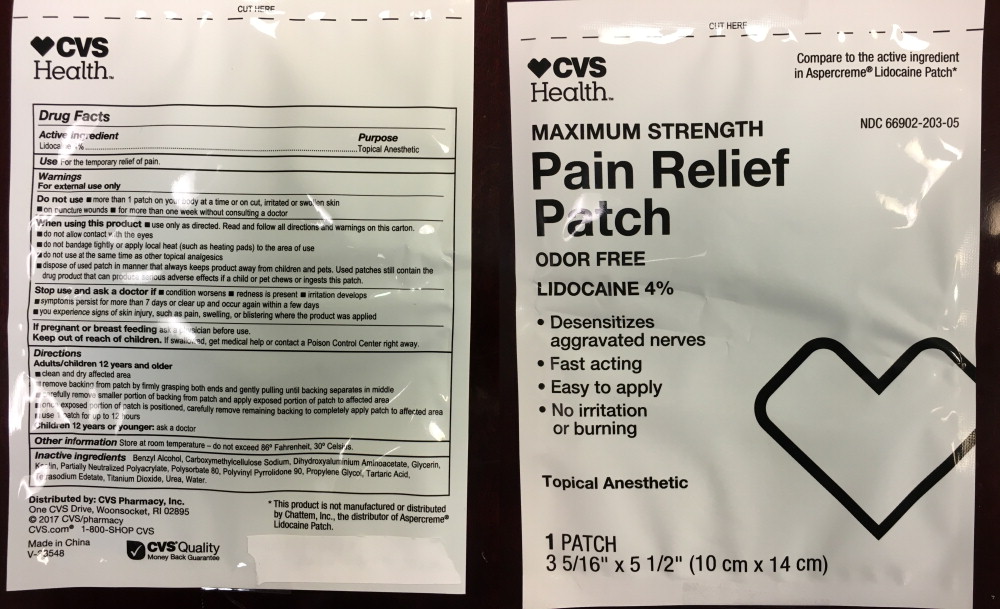 CUT HERE
CVS
Health™
Drug Facts
Active ingredient Purpose
Lidocaine 4% Topical Anesthetic
Use For the temporary relief of pain.
Warnings
For external use only
Do not use ■ more than 1 patch on your body at a time or on cut, irritated or swollen skin
■ on puncture wounds ■ for more than one week without consulting a doctor
When using this product ■ use only as directed. Read and follow all directions and warnings on this carton.
■ do not allow contact with the eyes
■ do not bandage tightly or apply local heat (such as heating pads) to the area of use
■ do not use at the same time as other topical analgesics
■ dispose of used patch in manner that always keeps product away from children and pets. Used patches still contain the
drug product that can produce serious adverse effects if a child or pet chews or ingests this patch.
Stop use and ask a doctor if ■ condition worsens ■ redness is present ■ irritation develops
■ symptoms persist for more than 7 days or clear up and occur again within a few days
■ you experience signs of skin injury, such as pain, swelling, or blistering where the product was applied
If pregnant or breast feeding ask a physician before use.
Keep out of reach of children. If swallowed, get medical help or contact a Poison Control Center right away.
Directions
Adults/children 12 years and older
■ clean and dry affected area
■ remove backing from patch by firmly grasping both ends and gently pulling until backing separates in middle
■ carefully remove smaller portion of backing from patch and apply exposed portion of patch to affected area
■ once exposed portion of patch is positioned, carefully remove remaining backing to completely apply patch to affected area
■ use 1 patch for up to 12 hours
Children 12 years or younger: ask a doctor
Other information Store at room temperature – do not exceed 86º Fahrenheit, 30º Celsius.
Inactive ingredients Benzyl Alcohol, Carboxymethylcellulose Sodium, Dihydroxyaluminium Aminoacetate, Glycerin,
Kaolin, Partially Neutralized Polyacrylate, Polysorbate 80, Polyvinyl Pyrrolidone 90, Propylene Glycol, Tartaric Acid,
Tetrasodium Edetate, Titanium Dioxide, Urea, Water.
Distributed by: CVS Pharmacy, Inc.
One CVS Drive, Woonsocket, RI 02895
© 2017 CVS/pharmacy
CVS.com® 1-800-SHOP CVS
Made in China
V-23548
CVS Quality
Money Back Guarantee
* This product is not manufactured or distributed
by Chattem, Inc., the distributor of Aspercreme®
Lidocaine Patch.
CUT HERE
CVS
Health™
Compare to the active ingredient
in Aspercreme® Lidocaine Patch*
NDC 66902-203-05
MAXIMUM STRENGTH
Pain Relief
Patch
ODOR FREE
LIDOCAINE 4%
• Desensitizes
aggravated nerves
• Fast acting
• Easy to apply
• No irritation
or burning
Topical Anesthetic
1 PATCH
3 5/16" x 5 1/2" (10 cm x 14 cm)